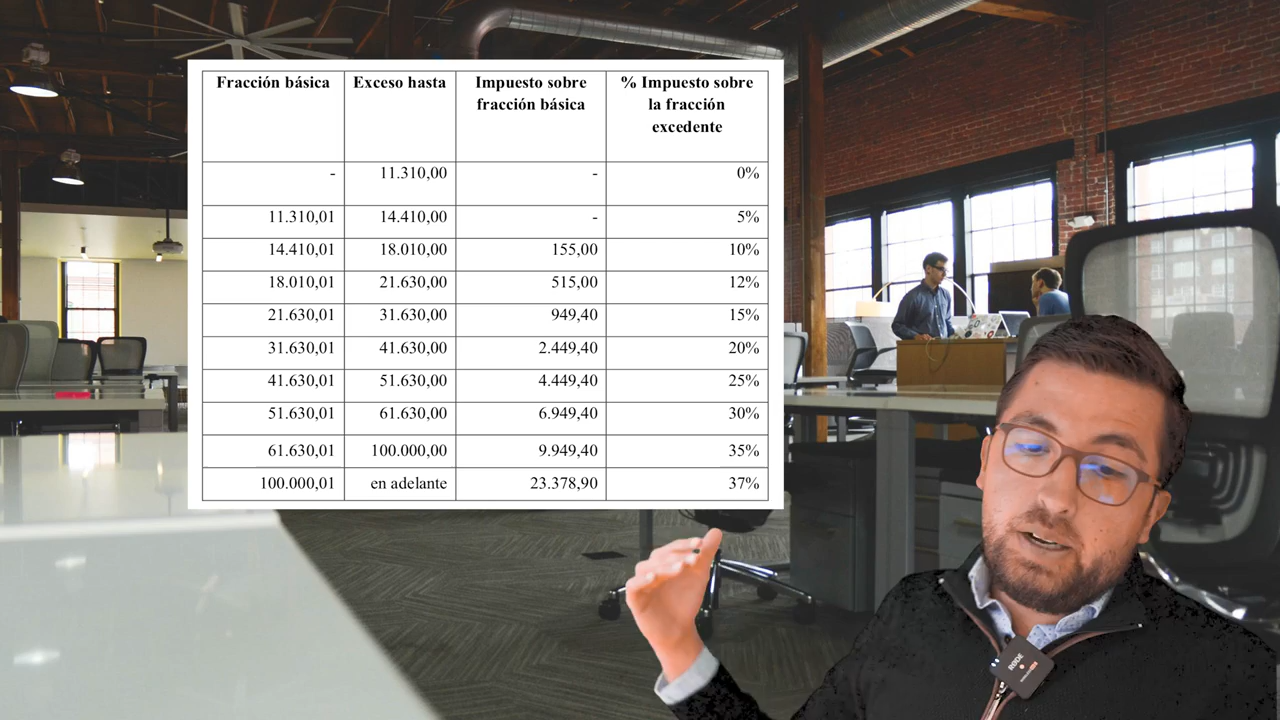 Fracción básica Exceso hasta Impuesto sobre fracción básica % Impuesto sobre la fracción excedente
- 11.310,00 - 0%
11.310,01 14.410,00 - 5%
14.410,01 18.010,00 155,00 10%
18.010,01 21.630,00 515,00 12%
21.630,01 31.630,00 949,40 15%
31.630,01 41.630,00 2.449,40 20%
41.630,01 51.630,00 4.449,40 25%
51.630,01 61.630,00 6.949,40 30%
61.630,01 100.000,00 9.949,40 35%
100.000,01 en adelante 23.378,90 37%
RØDE